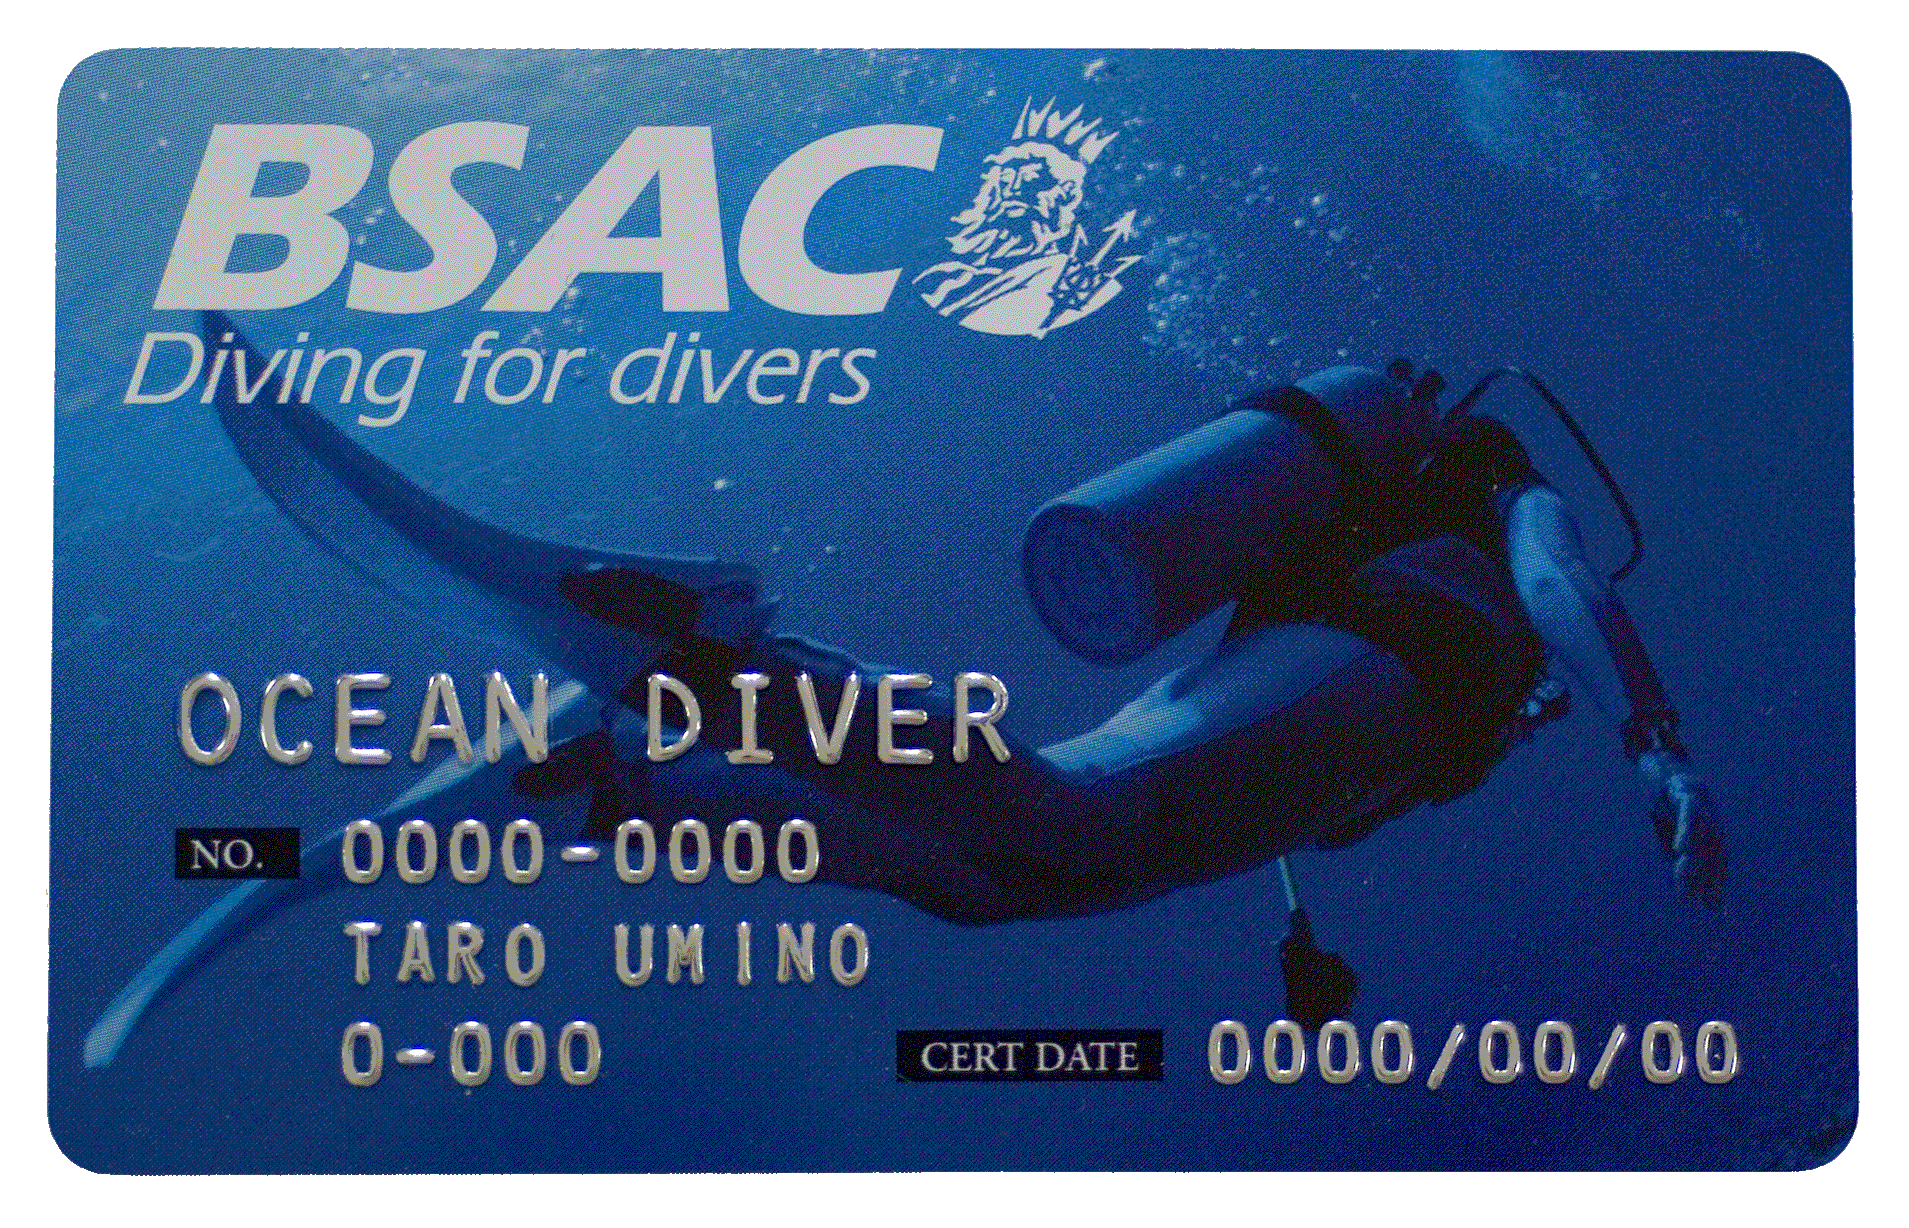 BSAC
Diving for divers
OCEAN DIVER
NO. 0000-0000
TARO UMINO
0-000
CERT DATE 0000/00/00